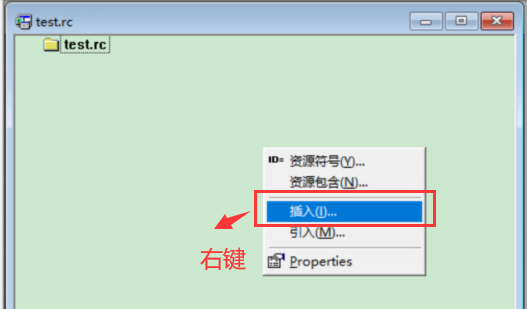 test.rc
test.rc
ID= 资源符号(Y)...
资源包含(N)...
插入(I)...
引入(M)...
右键
Properties